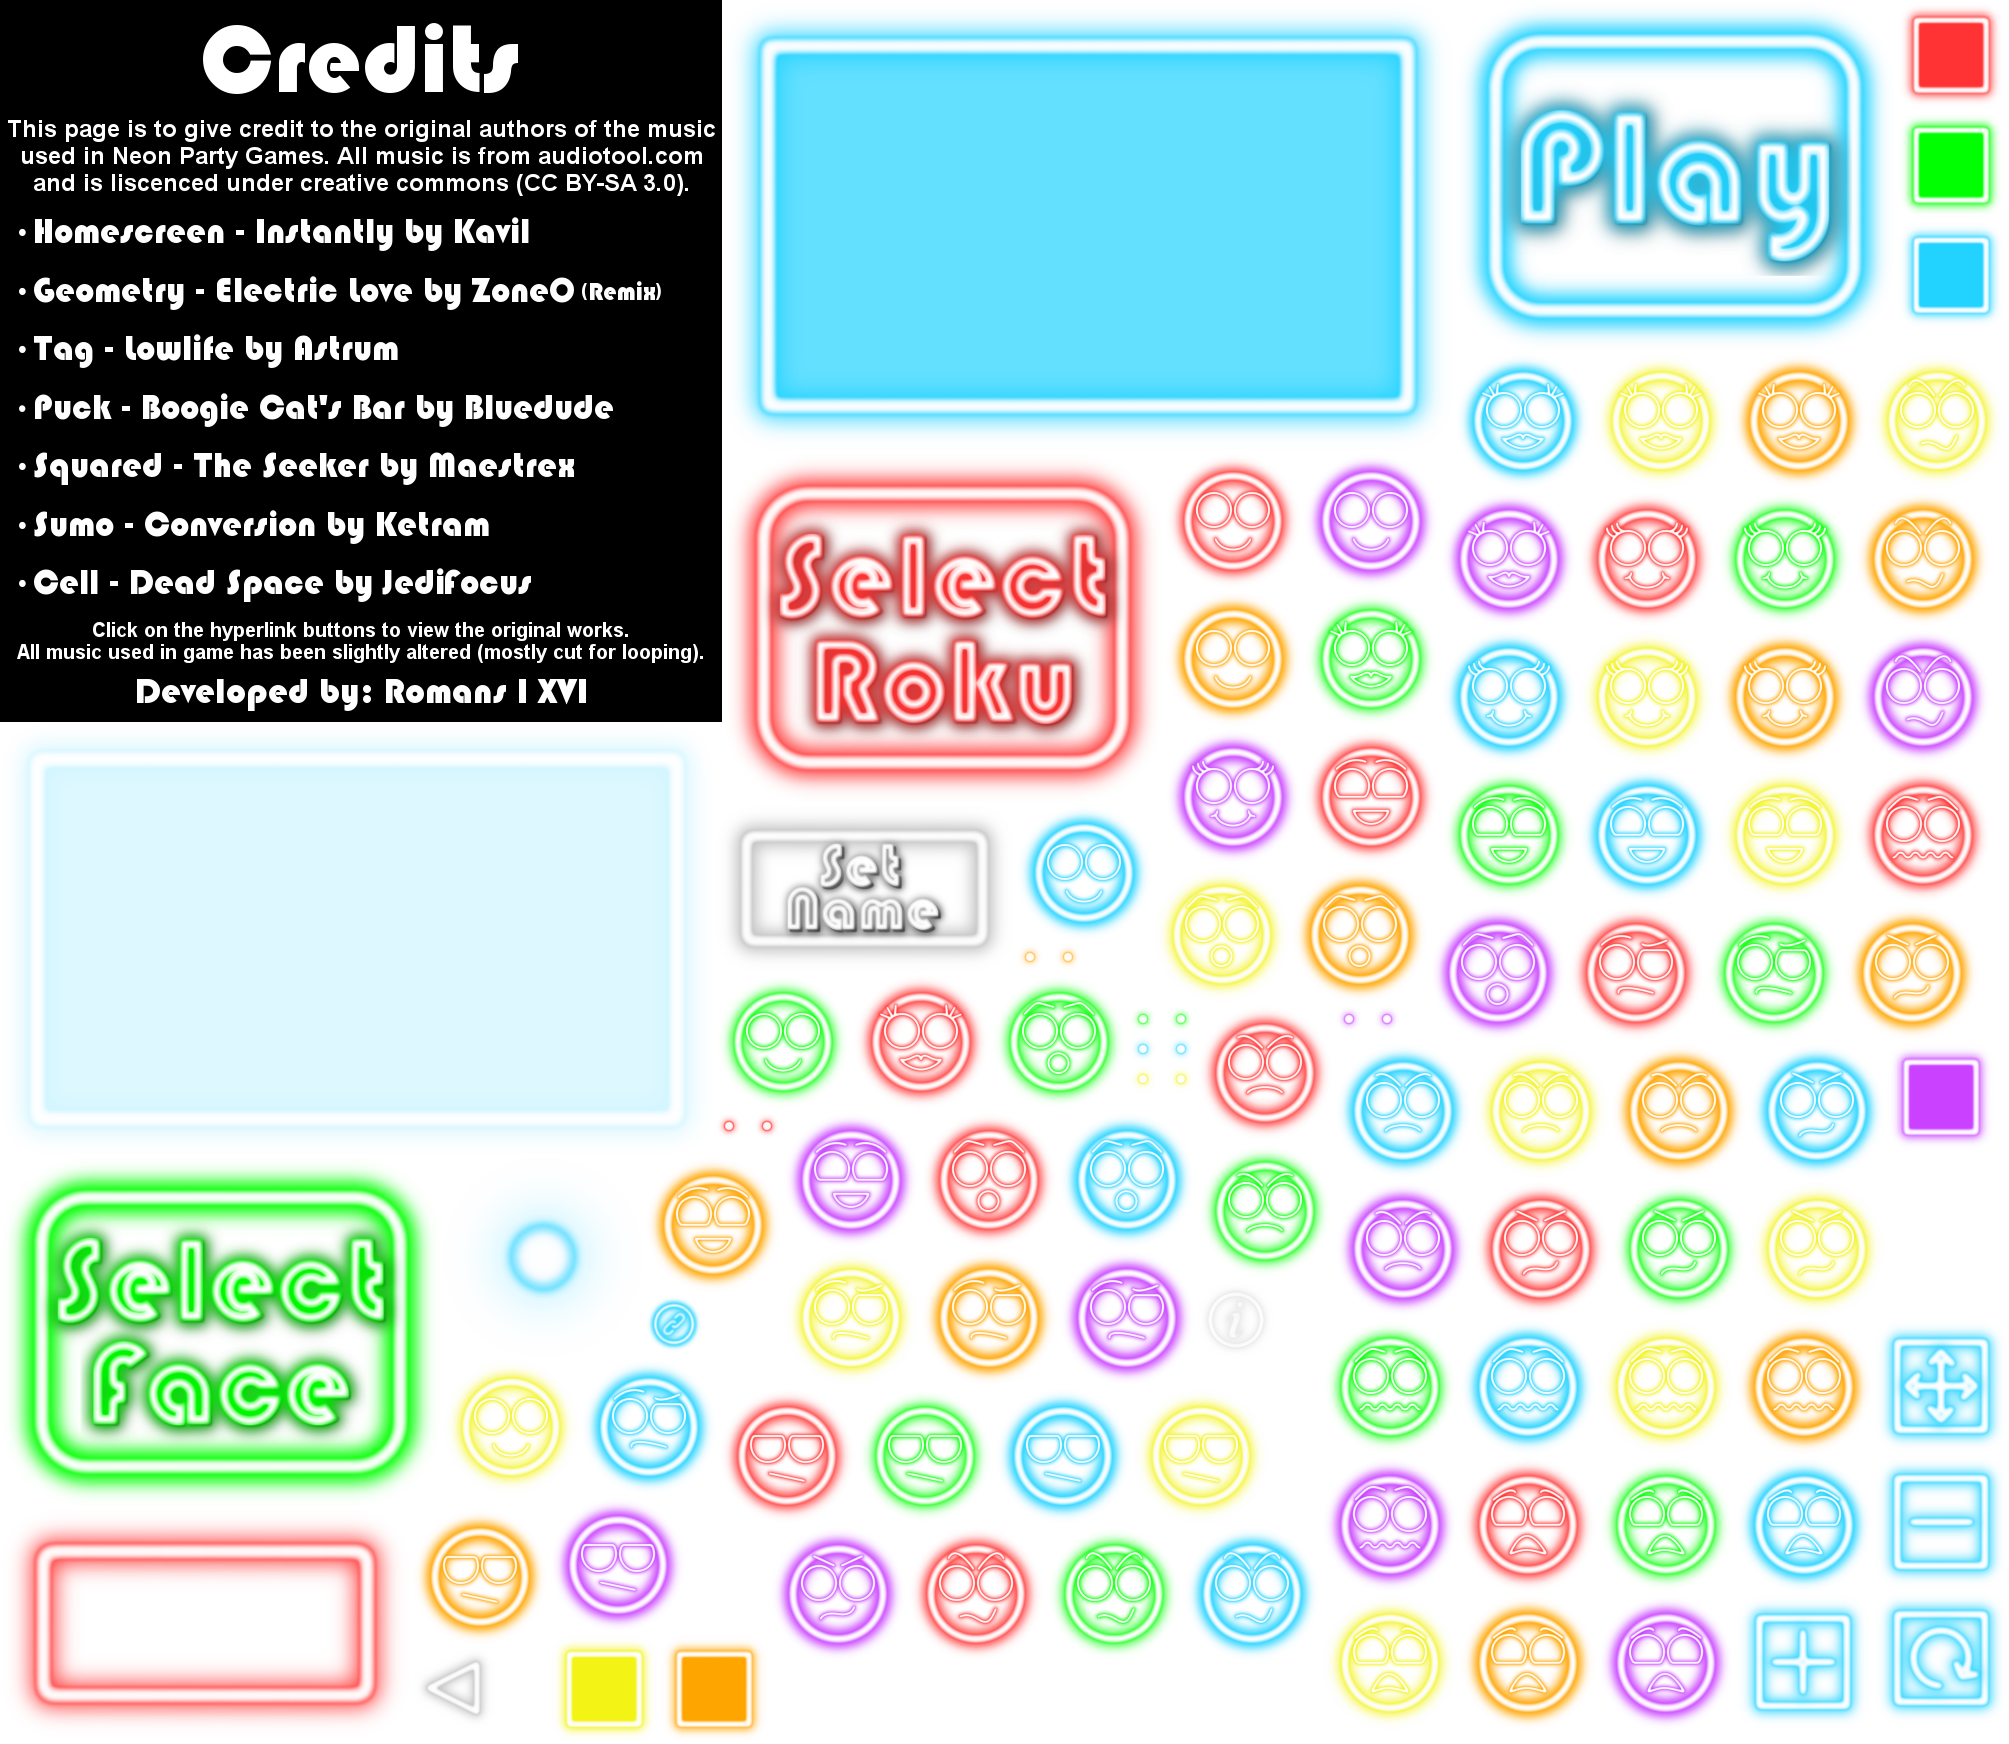 Credits
This page is to give credit to the original authors of the music
used in Neon Party Games. All music is from audiotool.com
and is liscenced under creative commons (CC BY-SA 3.0).
• Homescreen - Instantly by Kavil
• Geometry - Electric Love by ZoneO (Remix)
• Tag - Lowlife by Astrum
• Puck - Boogie Cat's Bar by Bluedude
• Squared - The Seeker by Maestrex
• Sumo - Conversion by Ketram
• Cell - Dead Space by JediFocus
Click on the hyperlink buttons to view the original works.
All music used in game has been slightly altered (mostly cut for looping).
Developed by: Romans I XVI
Play
Select
Roku
Set
Name
Select
Face
i